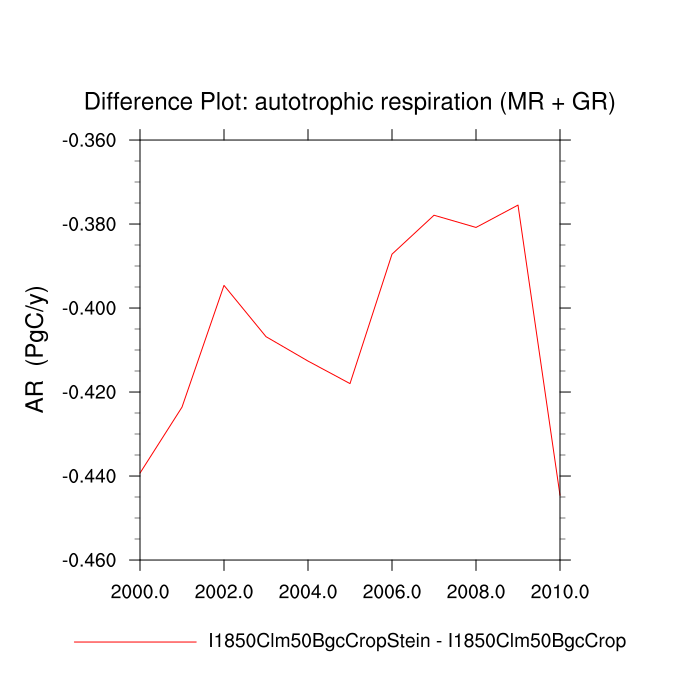 Difference Plot: autotrophic respiration (MR + GR)
-0.360
-0.380
-0.400
-0.420
-0.440
-0.460
AR (PgC/y)
2000.0 2002.0 2004.0 2006.0 2008.0 2010.0
I1850Clm50BgcCropStein - I1850Clm50BgcCrop